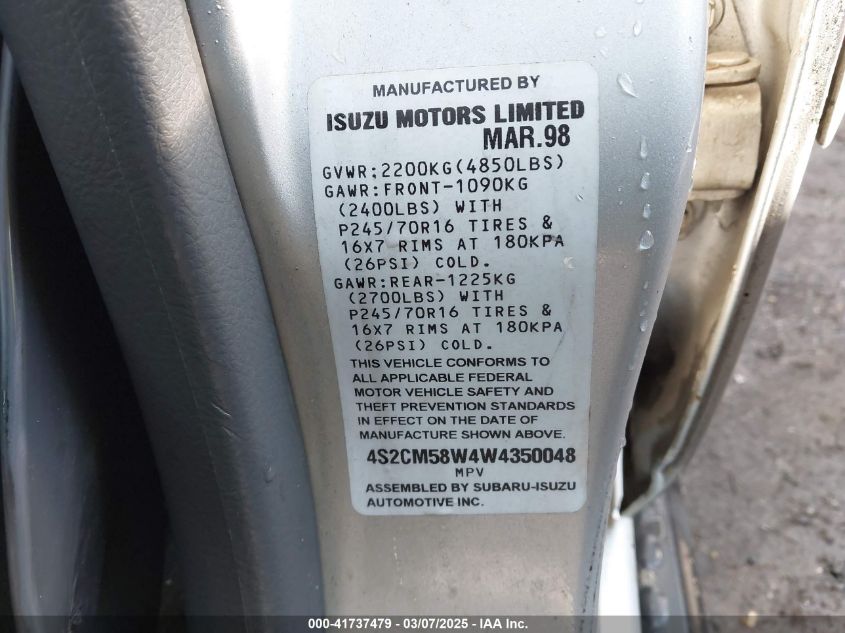 MANUFACTURED BY
ISUZU MOTORS LIMITED
MAR.98
GVWR:2200KG(4850LBS)
GAWR:FRONT-1090KG
(2400LBS) WITH
P245/70R16 TIRES &
16X7 RIMS AT 180KPA
(26PSI) COLD.
GAWR:REAR-1225KG
(2700LBS) WITH
P245/70R16 TIRES &
16X7 RIMS AT 180KPA
(26PSI) COLD.
THIS VEHICLE CONFORMS TO
ALL APPLICABLE FEDERAL
MOTOR VEHICLE SAFETY AND
THEFT PREVENTION STANDARDS
IN EFFECT ON THE DATE OF
MANUFACTURE SHOWN ABOVE.
4S2CM58W4W4350048
MPV
ASSEMBLED BY SUBARU-ISUZU
AUTOMOTIVE INC.
000-41737479 - 03/07/2025 - IAA Inc.